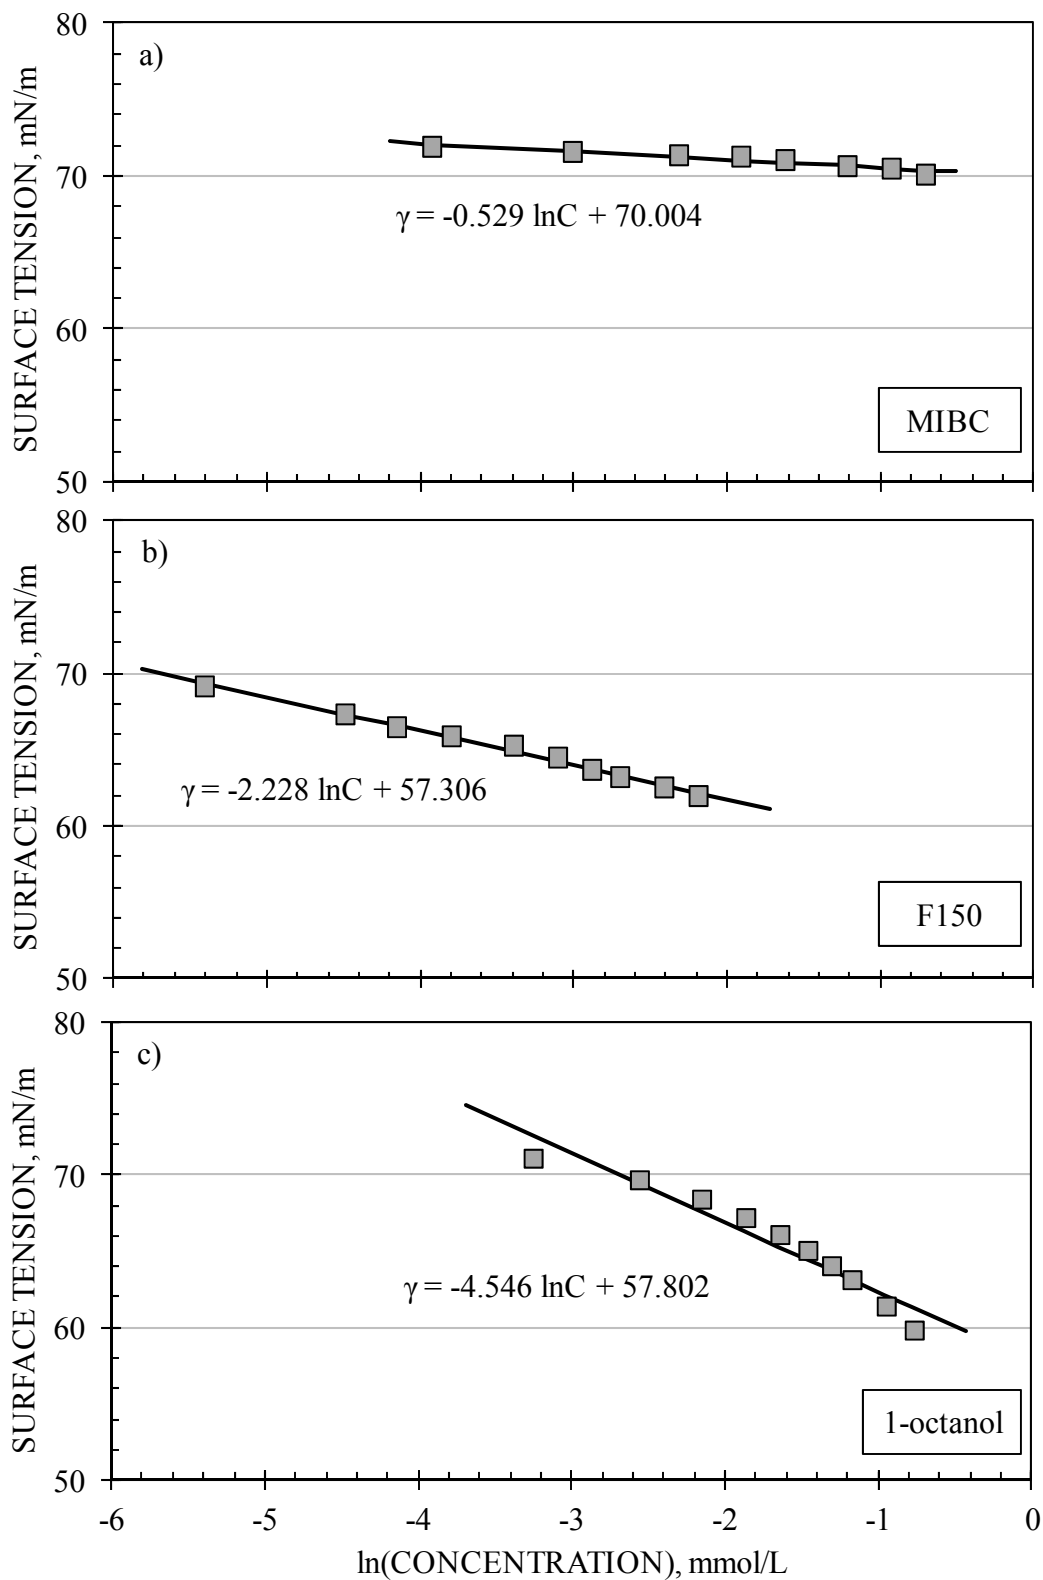 80
a)
70
γ = -0.529 lnC + 70.004
60
MIBC
50
SURFACE TENSION, mN/m
80
b)
70
γ = -2.228 lnC + 57.306
60
F150
50
SURFACE TENSION, mN/m
80
c)
70
γ = -4.546 lnC + 57.802
60
1-octanol
50
SURFACE TENSION, mN/m
-6 -5 -4 -3 -2 -1 0
ln(CONCENTRATION), mmol/L